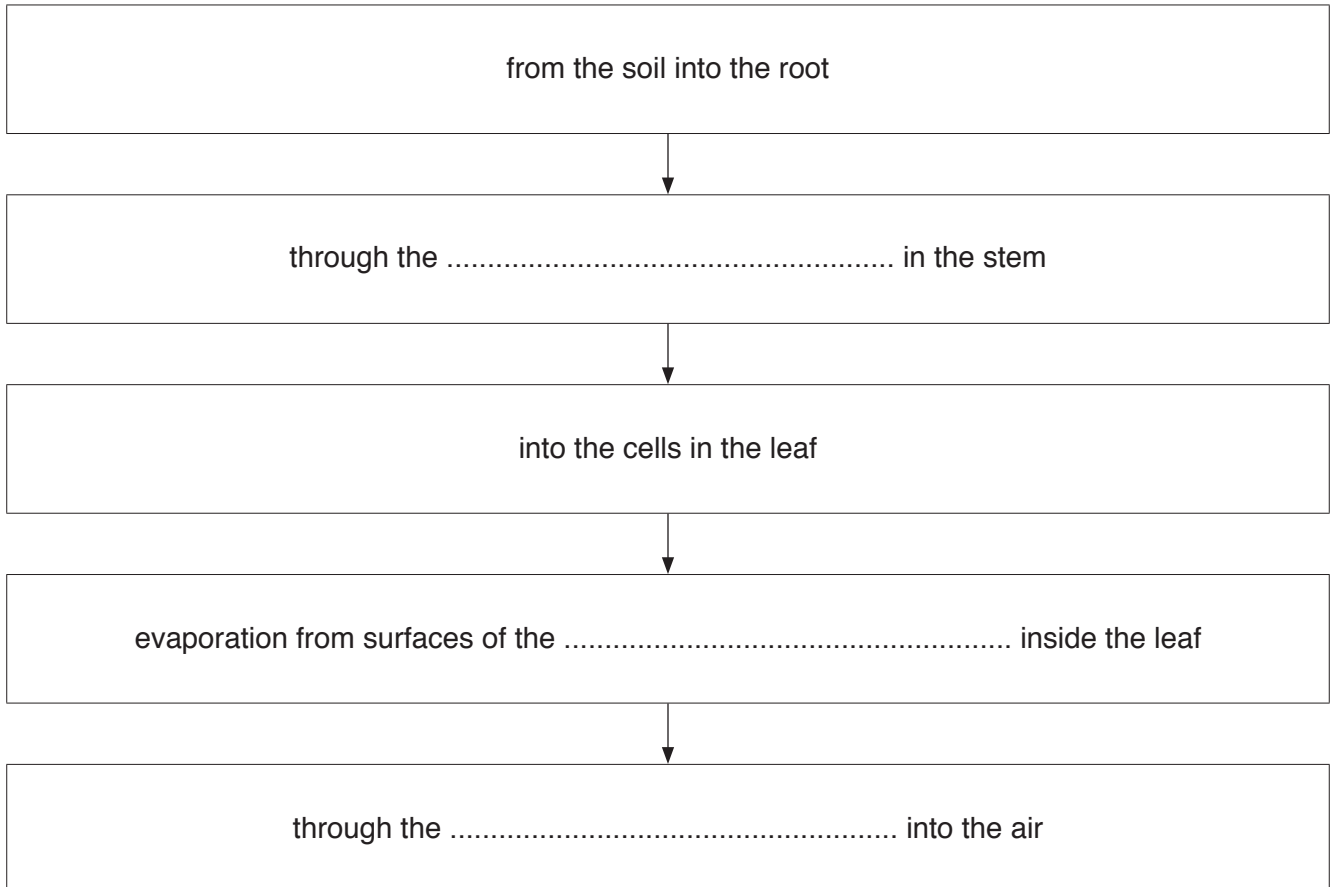 from the soil into the root
through the ....................................................... in the stem
into the cells in the leaf
evaporation from surfaces of the ....................................................... inside the leaf
through the ....................................................... into the air